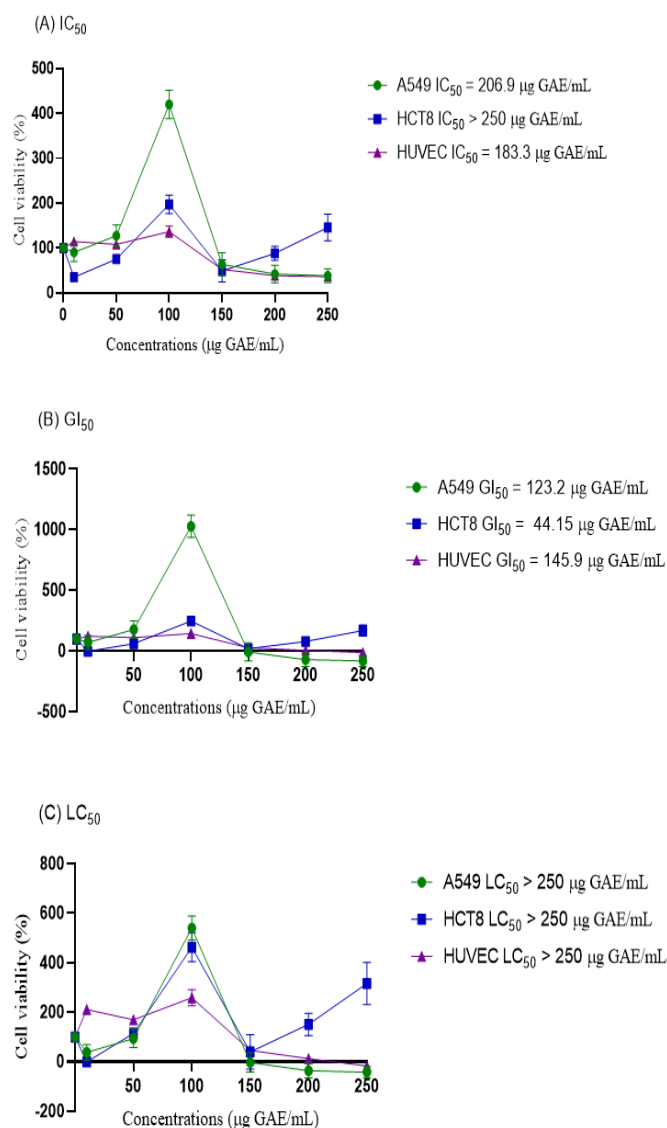 (A) IC50
500
400
300
200
100
0
Cell viability (%)
0 50 100 150 200 250
Concentrations (μg GAE/mL)
A549 IC50 = 206.9 μg GAE/mL
HCT8 IC50 > 250 μg GAE/mL
HUVEC IC50 = 183.3 μg GAE/mL
(B) GI50
1500
1000
500
0
-500
Cell viability (%)
50 100 150 200 250
Concentrations (μg GAE/mL)
A549 GI50 = 123.2 μg GAE/mL
HCT8 GI50 = 44.15 μg GAE/mL
HUVEC GI50 = 145.9 μg GAE/mL
(C) LC50
800
600
400
200
0
-200
Cell viability (%)
50 100 150 200 250
Concentrations (μg GAE/mL)
A549 LC50 > 250 μg GAE/mL
HCT8 LC50 > 250 μg GAE/mL
HUVEC LC50 > 250 μg GAE/mL